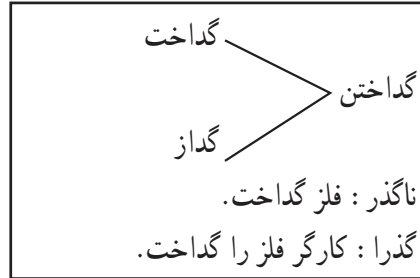 گداخت
گداختن
گداز
ناگذر : فلز گداخت.
گذرا : کارگر فلز را گداخت.